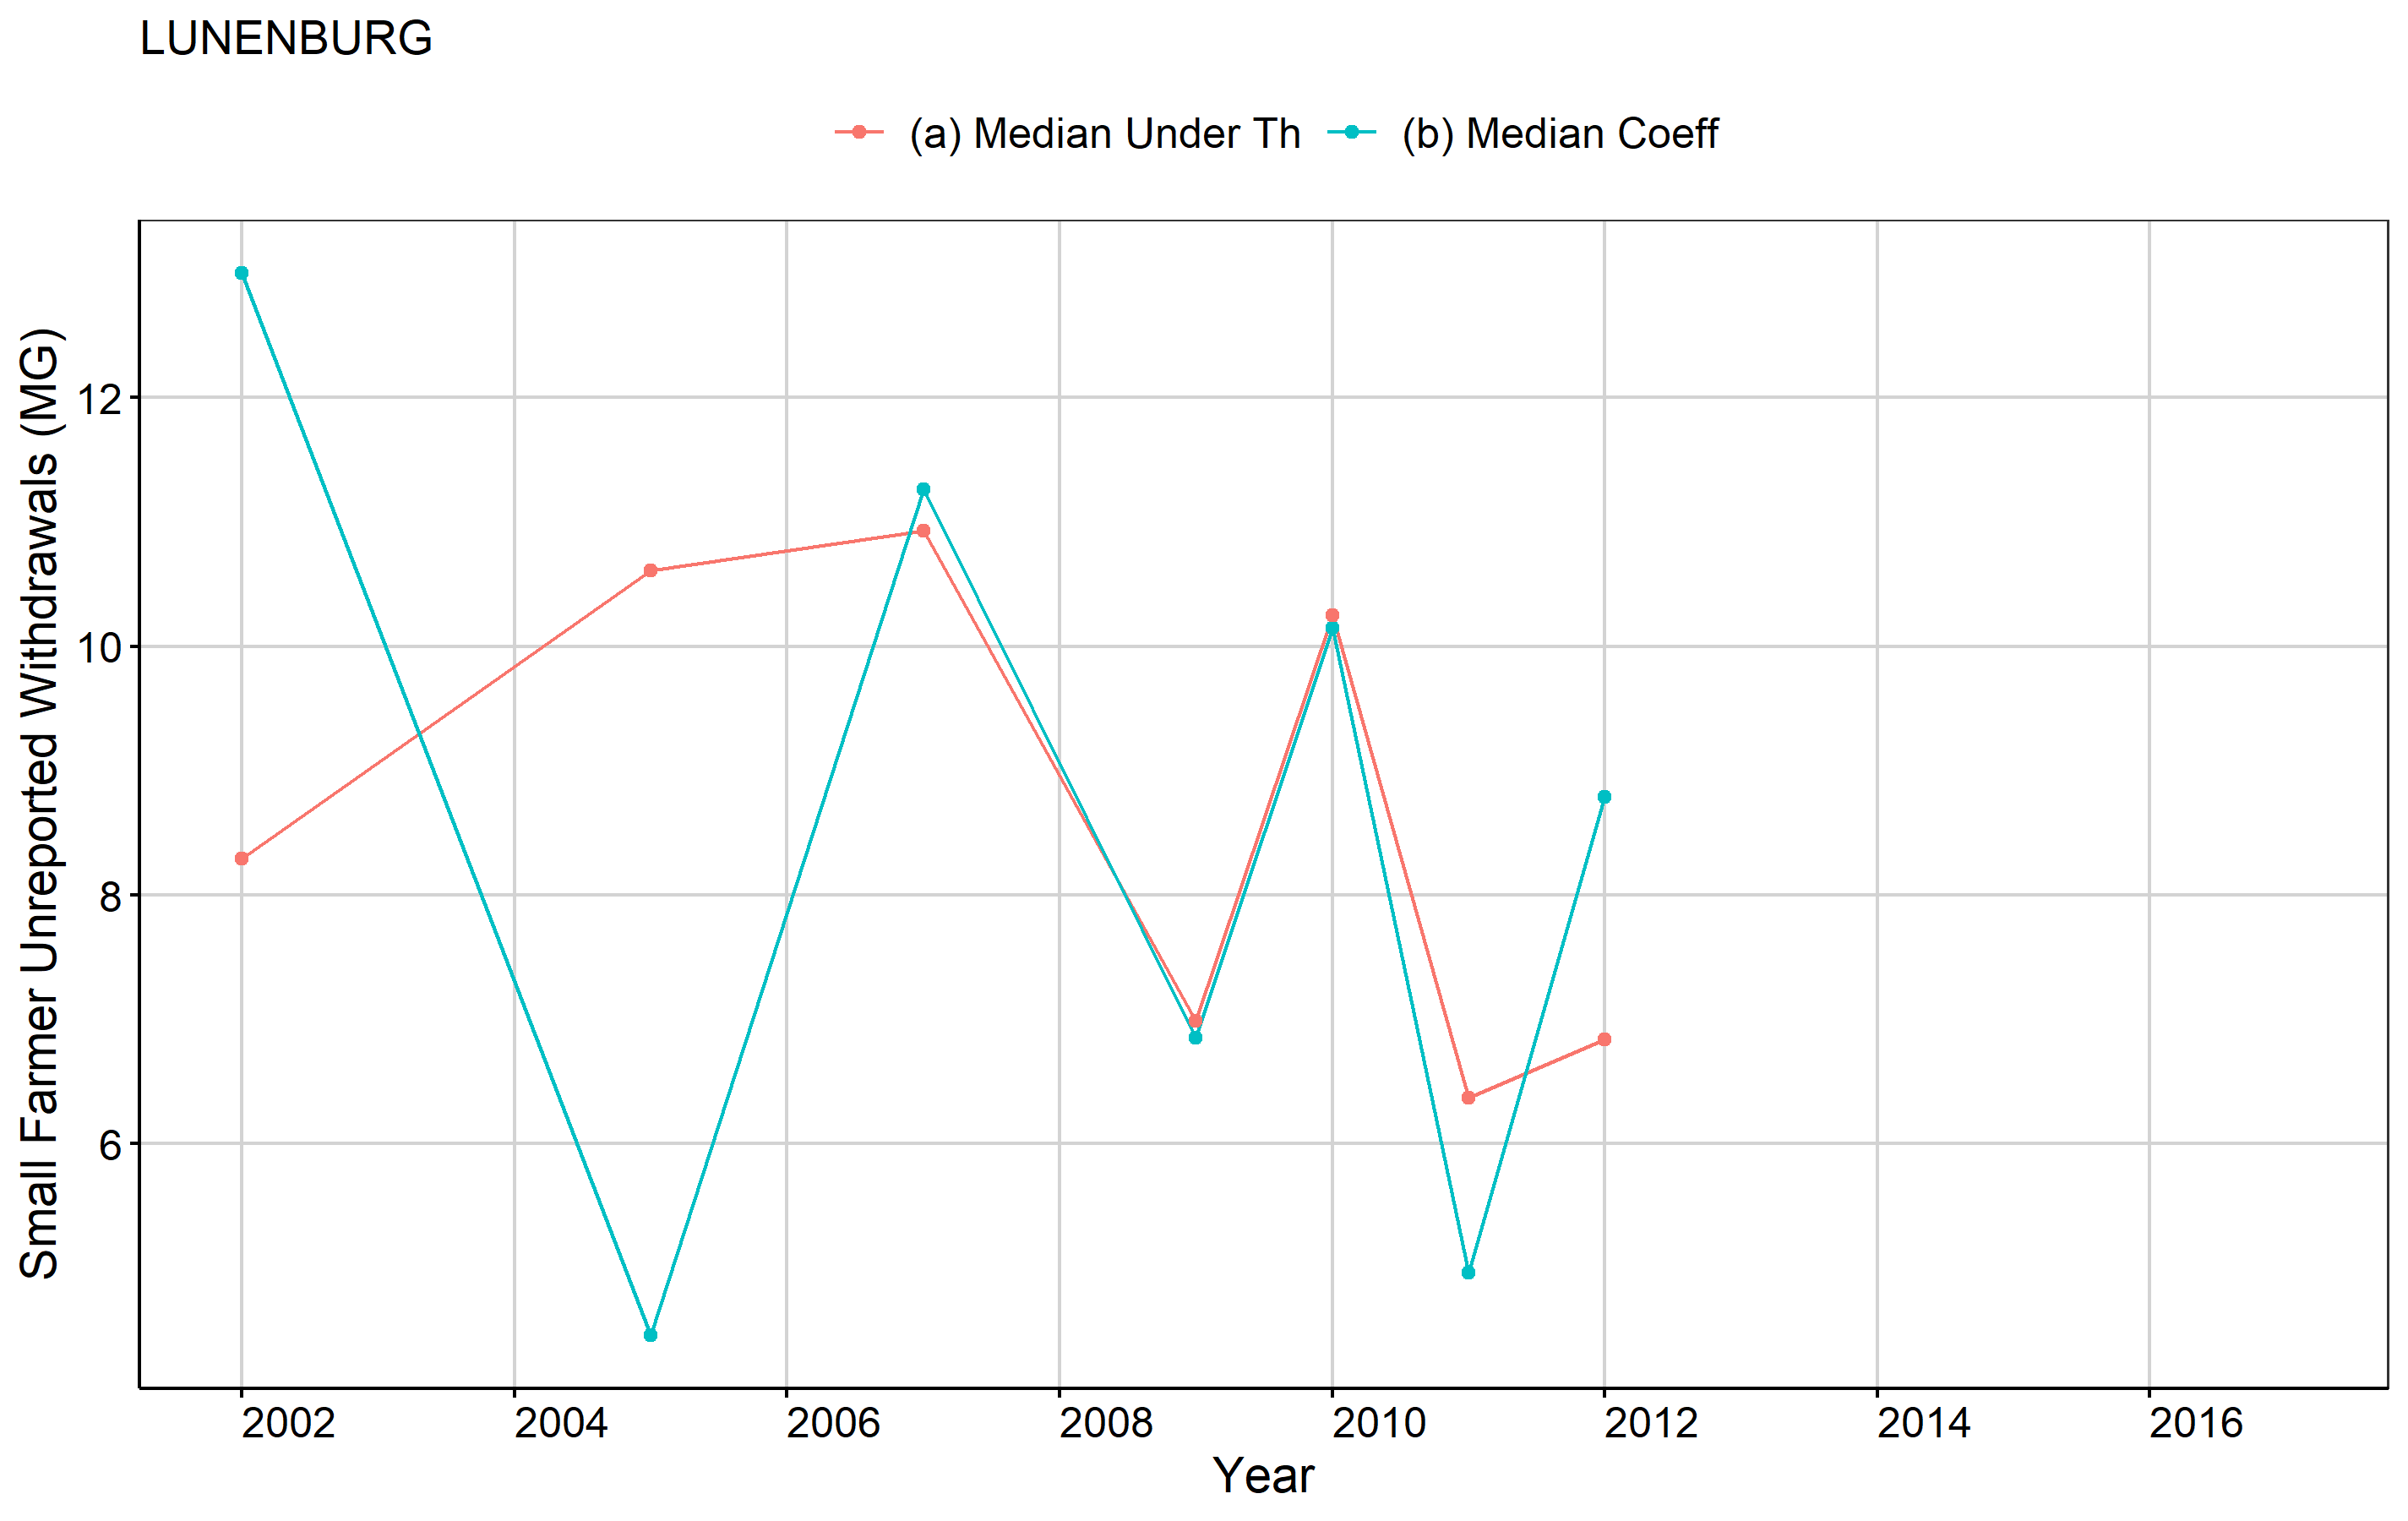 LUNENBURG
(a) Median Under Th (b) Median Coeff
Small Farmer Unreported Withdrawals (MG)
12
10
8
6
2002 2004 2006 2008 2010 2012 2014 2016
Year